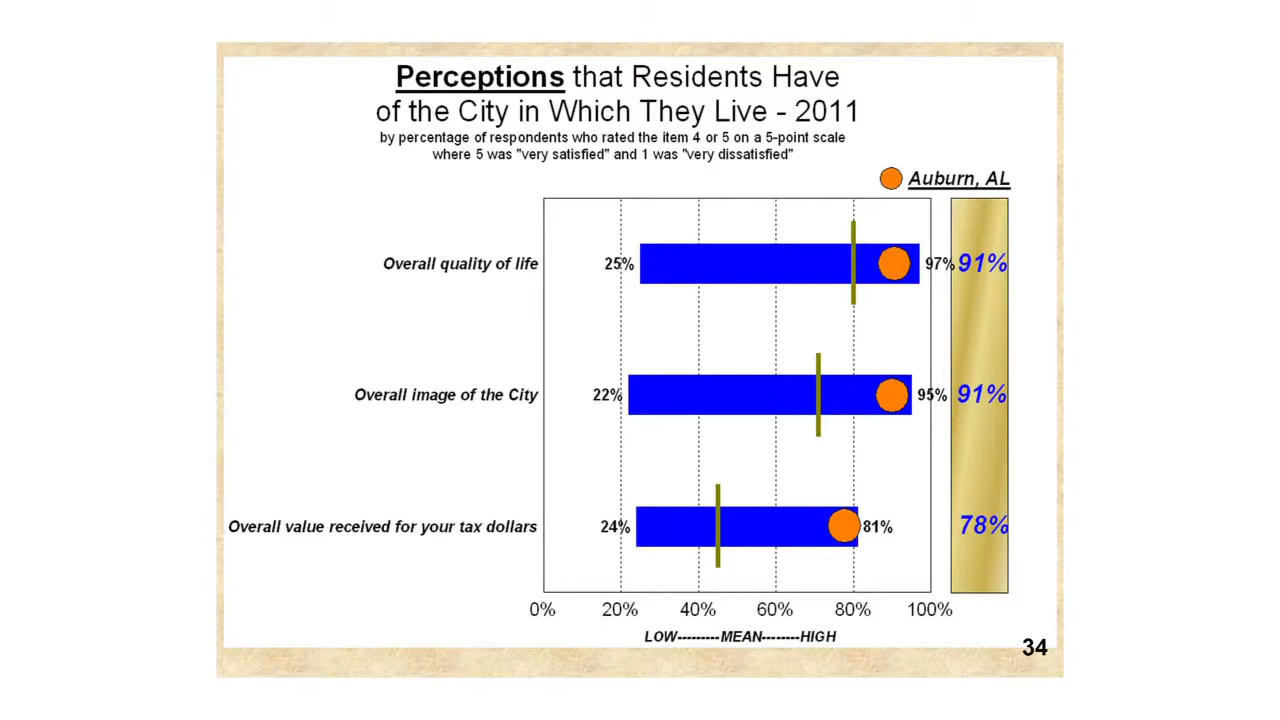 Perceptions that Residents Have
of the City in Which They Live - 2011
by percentage of respondents who rated the item 4 or 5 on a 5-point scale
where 5 was "very satisfied" and 1 was "very dissatisfied"
Auburn, AL
Overall quality of life 25% 97% 91%
Overall image of the City 22% 95% 91%
Overall value received for your tax dollars 24% 81% 78%
0% 20% 40% 60% 80% 100%
LOW---------MEAN--------HIGH
34